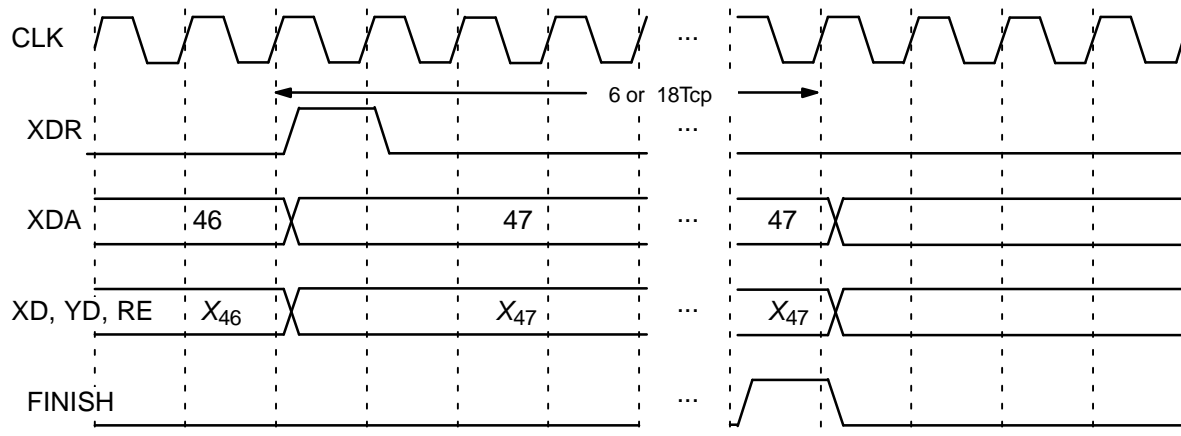 CLK ...
6 or 18Tcp
XDR ...
XDA 46 47 ... 47
XD, YD, RE X46 X47 ... X47
FINISH ...